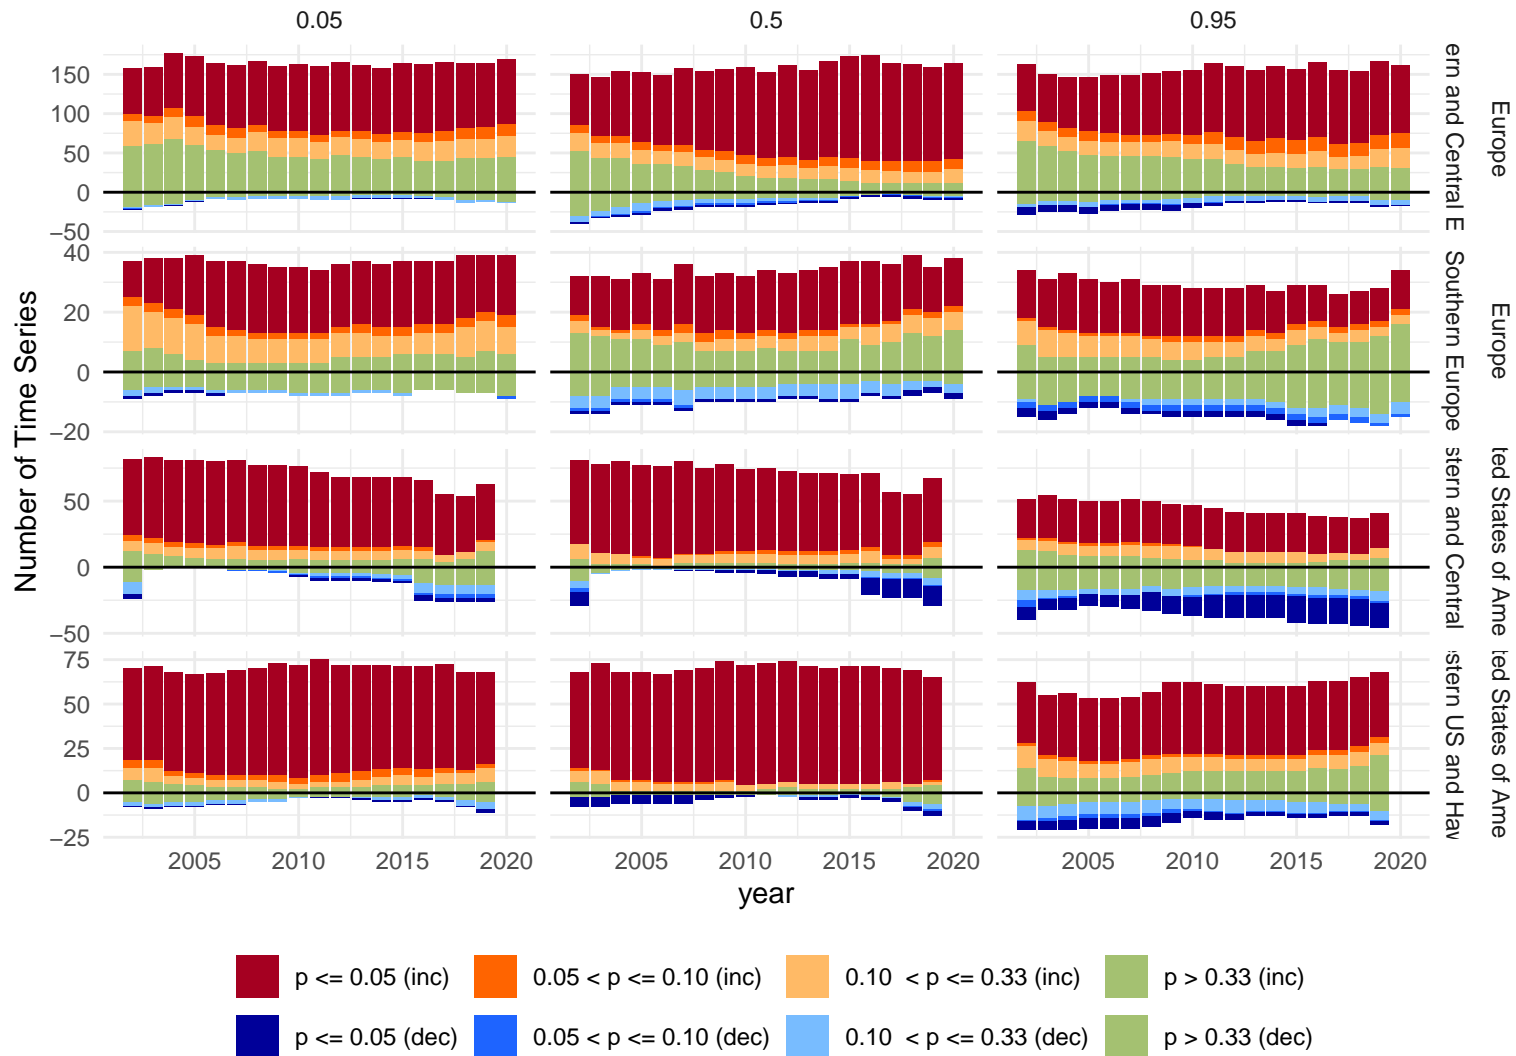 0.05 0.5 0.95
150
100
50
0
−50
ern and Central E
Europe
40
20
0
−20
Southern Europe
Europe
50
0
−50
stern and Central
ted States of Ame
75
50
25
0
−25
stern US and Hav
ted States of Ame
Number of Time Series
2005 2010 2015 2020 2005 2010 2015 2020 2005 2010 2015 2020
year
p <= 0.05 (inc) 0.05 < p <= 0.10 (inc) 0.10 < p <= 0.33 (inc) p > 0.33 (inc)
p <= 0.05 (dec) 0.05 < p <= 0.10 (dec) 0.10 < p <= 0.33 (dec) p > 0.33 (dec)